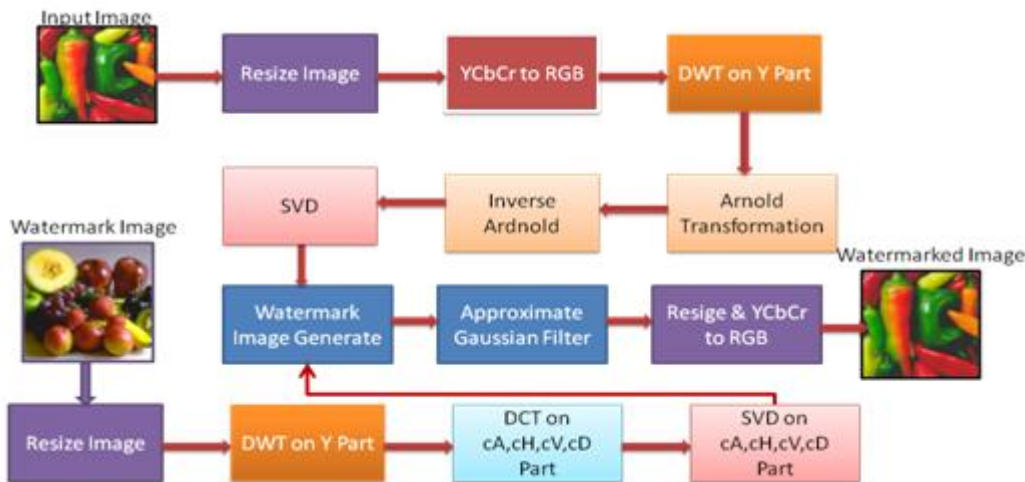 Input Image
Resize Image
YCbCr to RGB
DWT on Y Part
SVD
Inverse
Ardnold
Arnold
Transformation
Watermark Image
Watermarked Image
Watermark
Image Generate
Approximate
Gaussian Filter
Resige & YCbCr
to RGB
Resize Image
DWT on Y Part
DCT on
cA,cH,cV,cD
Part
SVD on
cA,cH,cV,cD
Part